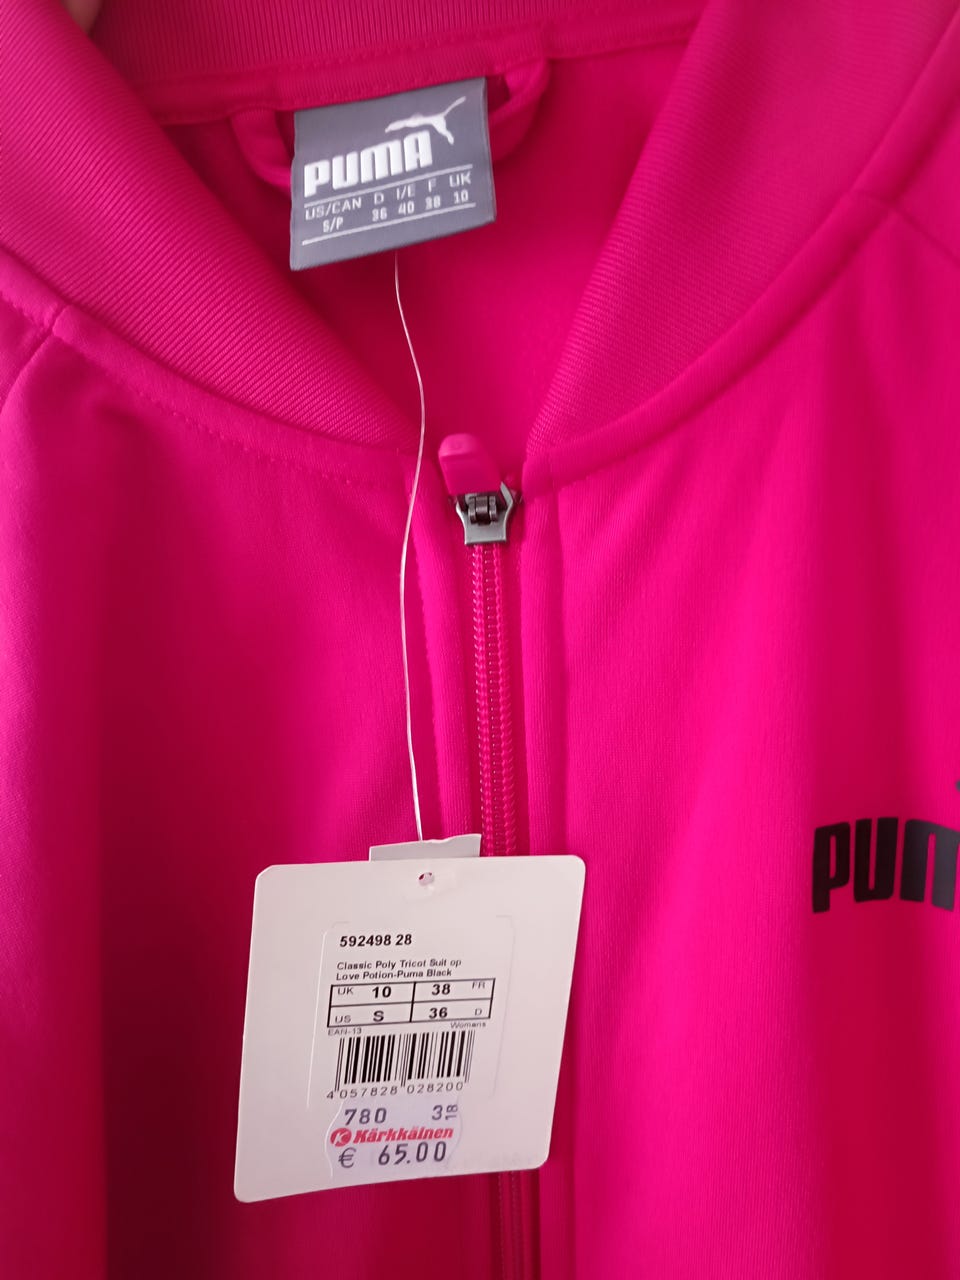 PUMA
US/CAN D I/E F UK
S/P 36 40 38 10
PUM
592498 28
Classic Poly Tricot Suit op
Love Potion-Puma Black
UK 10 38 FR
US S 36 D
EAN-13 Womens
4 057828 028200
780 3 18
K Kärkkäinen
€ 65.00